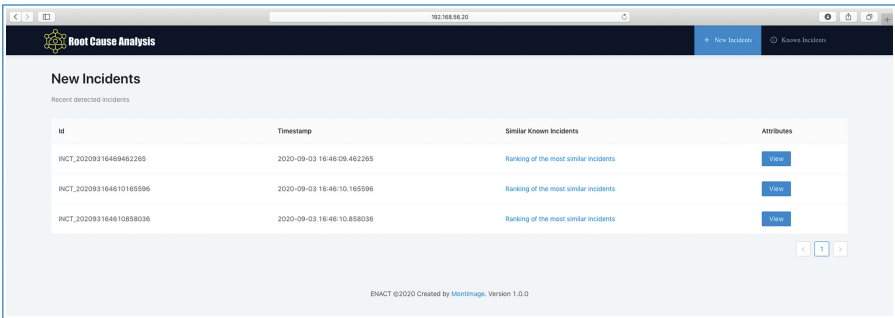 192.168.56.20
Root Cause Analysis
+ New Incidents
Known Incidents
New Incidents
Recent detected incidents
Id Timestamp Similar Known Incidents Attributes
INCT_20209316469462265 2020-09-03 16:46:09.462265 Ranking of the most similar incidents View
INCT_202093164610165596 2020-09-03 16:46:10.165596 Ranking of the most similar incidents View
INCT_202093164610858036 2020-09-03 16:46:10.858036 Ranking of the most similar incidents View
< 1 >
ENACT ©2020 Created by Montimage. Version 1.0.0